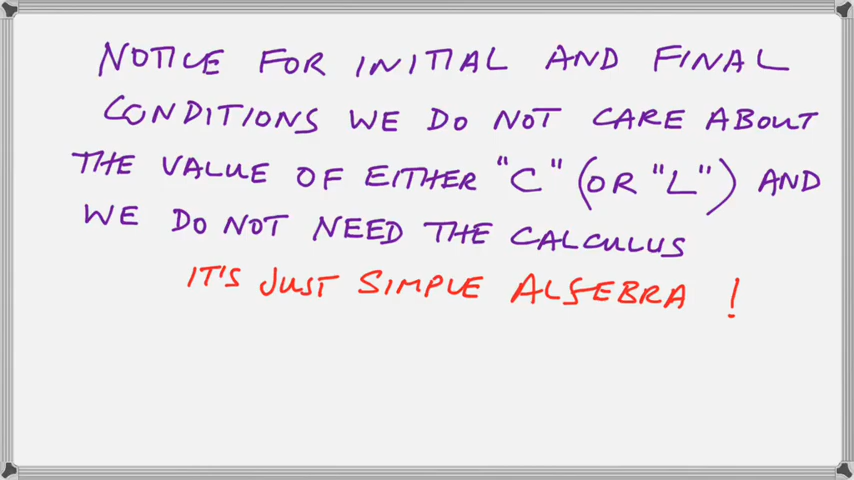 NOTICE FOR INITIAL AND FINAL
CONDITIONS WE DO NOT CARE ABOUT
THE VALUE OF EITHER "C" (OR "L") AND
WE DO NOT NEED THE CALCULUS
IT'S JUST SIMPLE ALGEBRA !